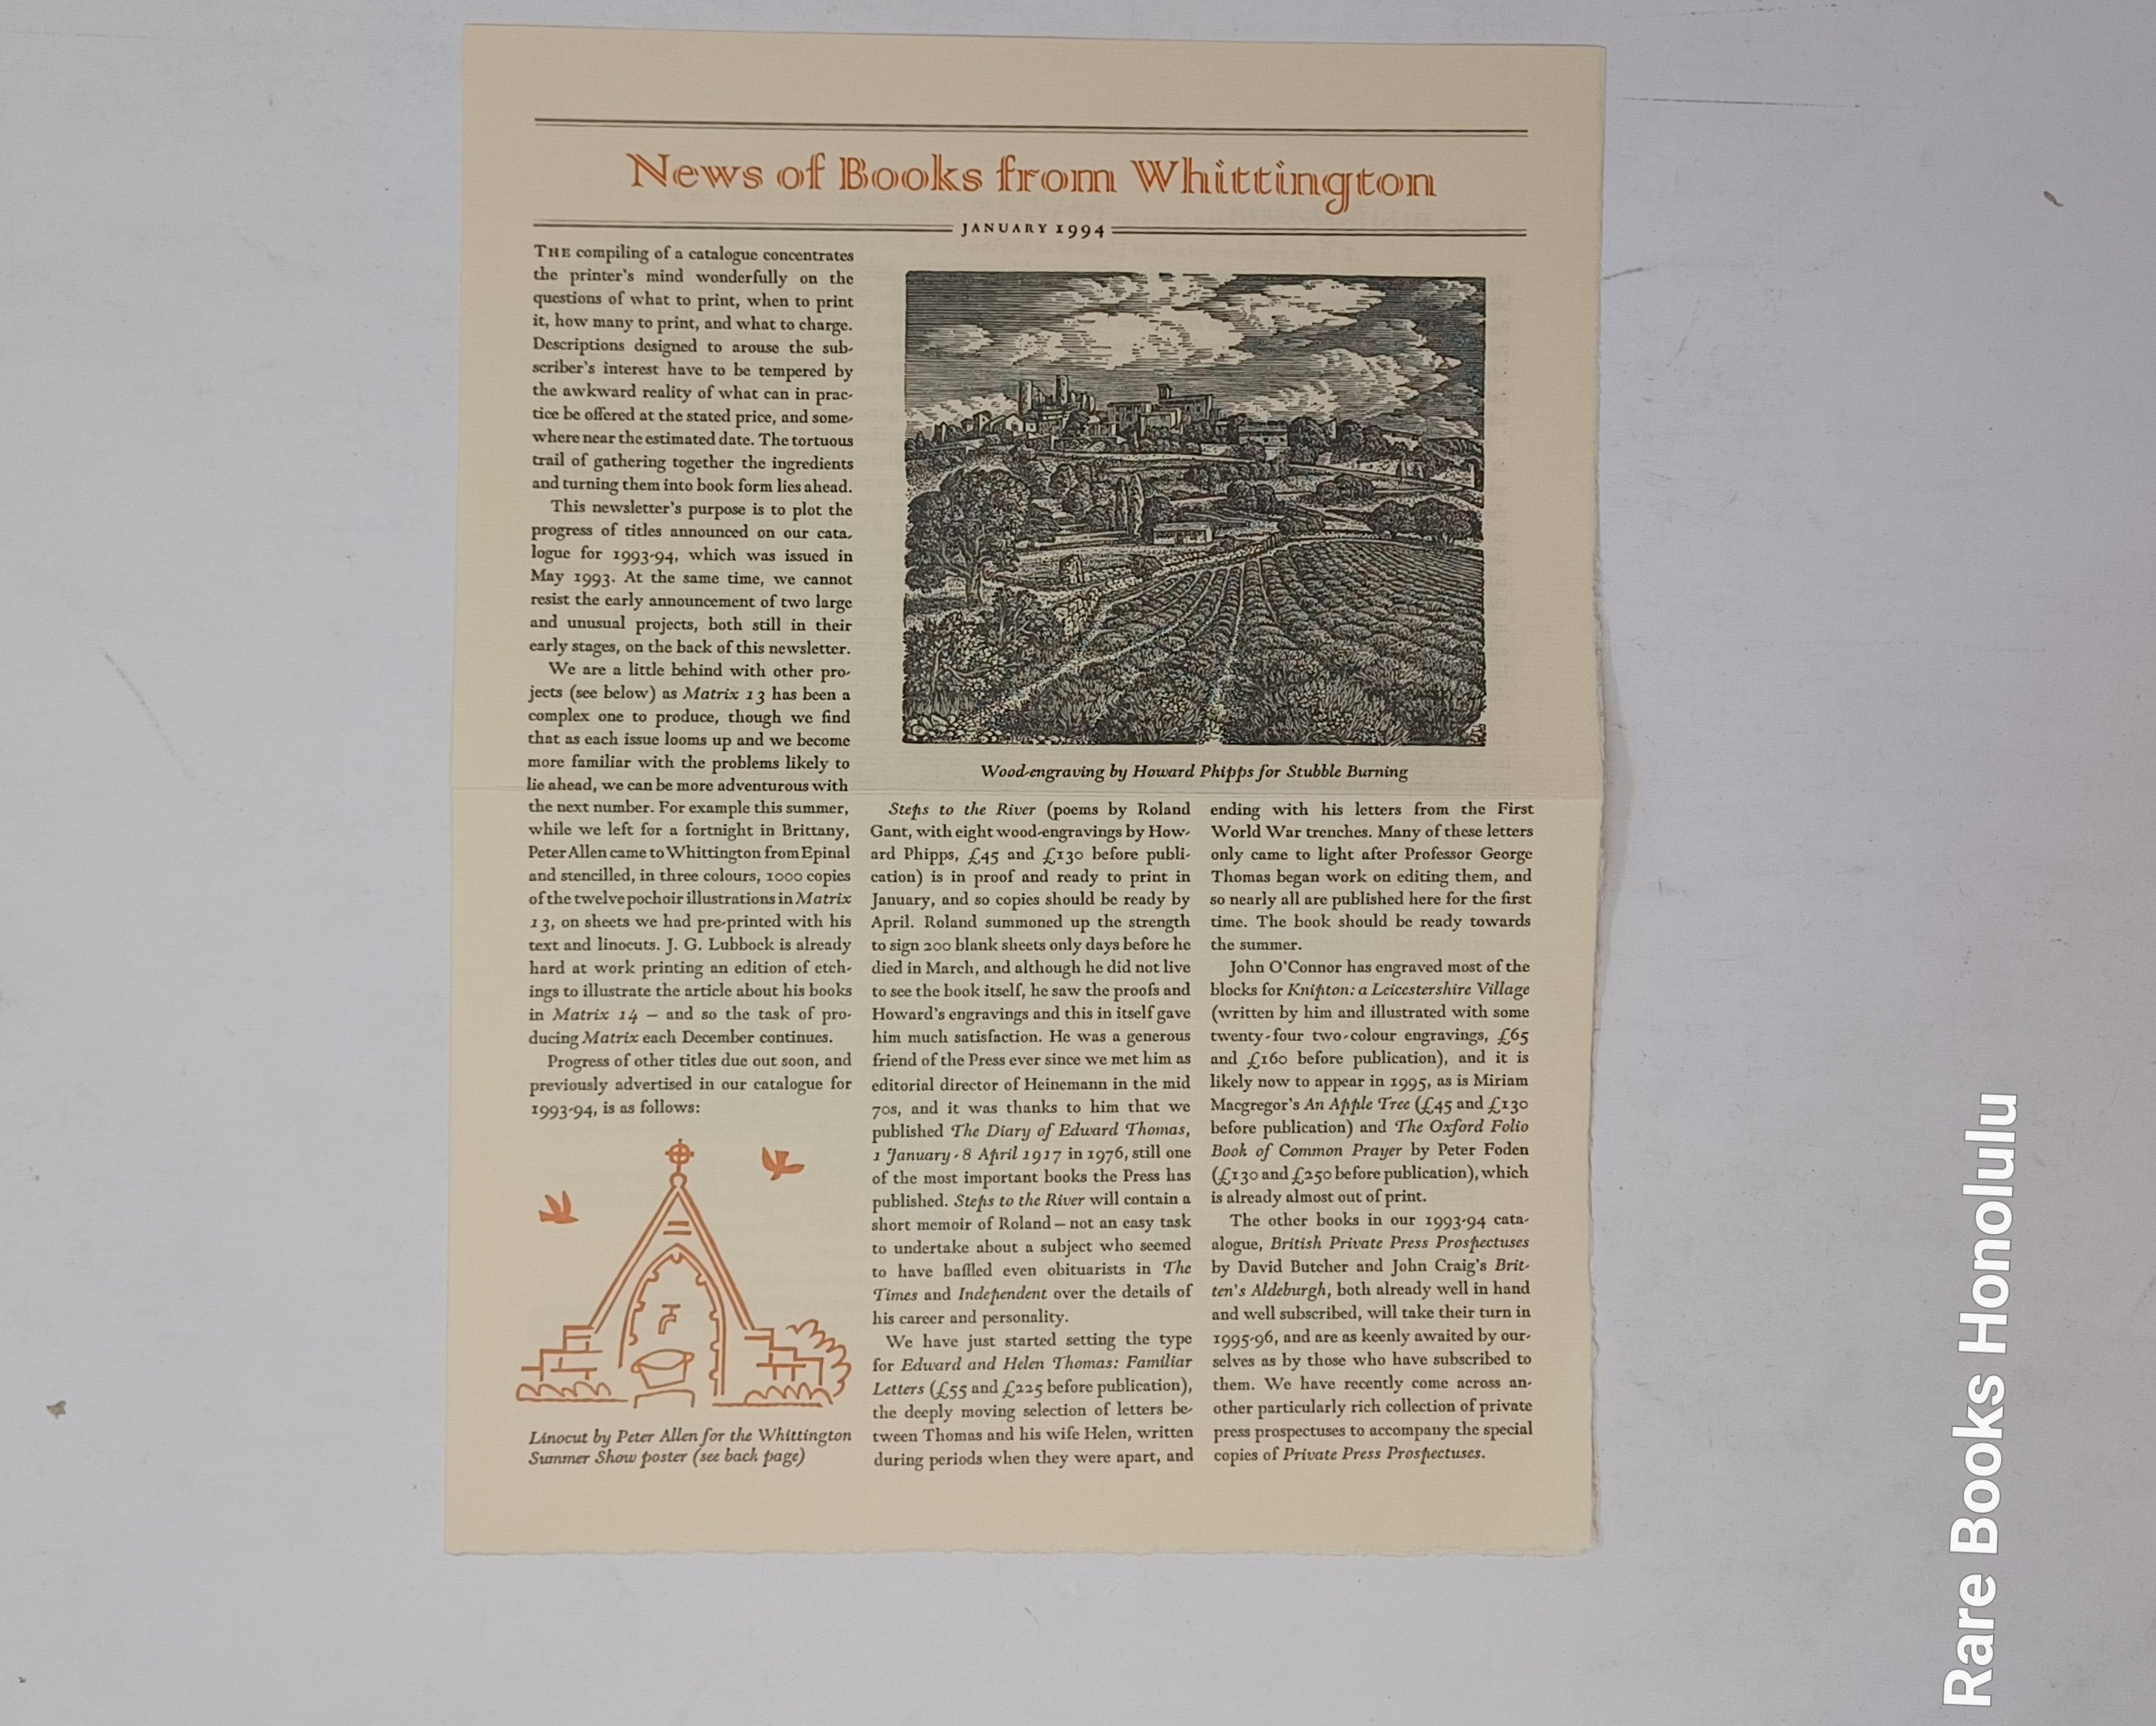 News of Books from Whittington
JANUARY 1994
THE compiling of a catalogue concentrates
the printer's mind wonderfully on the
questions of what to print, when to print
it, how many to print, and what to charge.
Descriptions designed to arouse the sub-
scriber's interest have to be tempered by
the awkward reality of what can in prac-
tice be offered at the stated price, and some-
where near the estimated date. The tortuous
trail of gathering together the ingredients
and turning them into book form lies ahead.
This newsletter's purpose is to plot the
progress of titles announced on our cata-
logue for 1993-94, which was issued in
May 1993. At the same time, we cannot
resist the early announcement of two large
and unusual projects, both still in their
early stages, on the back of this newsletter.
We are a little behind with other pro-
jects (see below) as Matrix 13 has been a
complex one to produce, though we find
that as each issue looms up and we become
more familiar with the problems likely to
lie ahead, we can be more adventurous with
the next number. For example this summer,
while we left for a fortnight in Brittany,
Peter Allen came to Whittington from Epinal
and stencilled, in three colours, 1000 copies
of the twelve pochoir illustrations in Matrix
13, on sheets we had pre-printed with his
text and linocuts. J. G. Lubbock is already
hard at work printing an edition of etch-
ings to illustrate the article about his books
in Matrix 14 – and so the task of pro-
ducing Matrix each December continues.
Progress of other titles due out soon, and
previously advertised in our catalogue for
1993-94, is as follows:
Linocut by Peter Allen for the Whittington
Summer Show poster (see back page)
Wood-engraving by Howard Phipps for Stubble Burning
Steps to the River (poems by Roland
Gant, with eight wood-engravings by How-
ard Phipps, £45 and £130 before publi-
cation) is in proof and ready to print in
January, and so copies should be ready by
April. Roland summoned up the strength
to sign 200 blank sheets only days before he
died in March, and although he did not live
to see the book itself, he saw the proofs and
Howard's engravings and this in itself gave
him much satisfaction. He was a generous
friend of the Press ever since we met him as
editorial director of Heinemann in the mid
70s, and it was thanks to him that we
published The Diary of Edward Thomas,
1 January - 8 April 1917 in 1976, still one
of the most important books the Press has
published. Steps to the River will contain a
short memoir of Roland – not an easy task
to undertake about a subject who seemed
to have baffled even obituarists in The
Times and Independent over the details of
his career and personality.
We have just started setting the type
for Edward and Helen Thomas: Familiar
Letters (£55 and £225 before publication),
the deeply moving selection of letters be-
tween Thomas and his wife Helen, written
during periods when they were apart, and
ending with his letters from the First
World War trenches. Many of these letters
only came to light after Professor George
Thomas began work on editing them, and
so nearly all are published here for the first
time. The book should be ready towards
the summer.
John O'Connor has engraved most of the
blocks for Knipton: a Leicestershire Village
(written by him and illustrated with some
twenty-four two-colour engravings, £65
and £160 before publication), and it is
likely now to appear in 1995, as is Miriam
Macgregor's An Apple Tree (£45 and £130
before publication) and The Oxford Folio
Book of Common Prayer by Peter Foden
(£130 and £250 before publication), which
is already almost out of print.
The other books in our 1993-94 cata-
alogue, British Private Press Prospectuses
by David Butcher and John Craig's Brit-
ten's Aldeburgh, both already well in hand
and well subscribed, will take their turn in
1995-96, and are as keenly awaited by our-
selves as by those who have subscribed to
them. We have recently come across an-
other particularly rich collection of private
press prospectuses to accompany the special
copies of Private Press Prospectuses.
Rare Books Honolulu